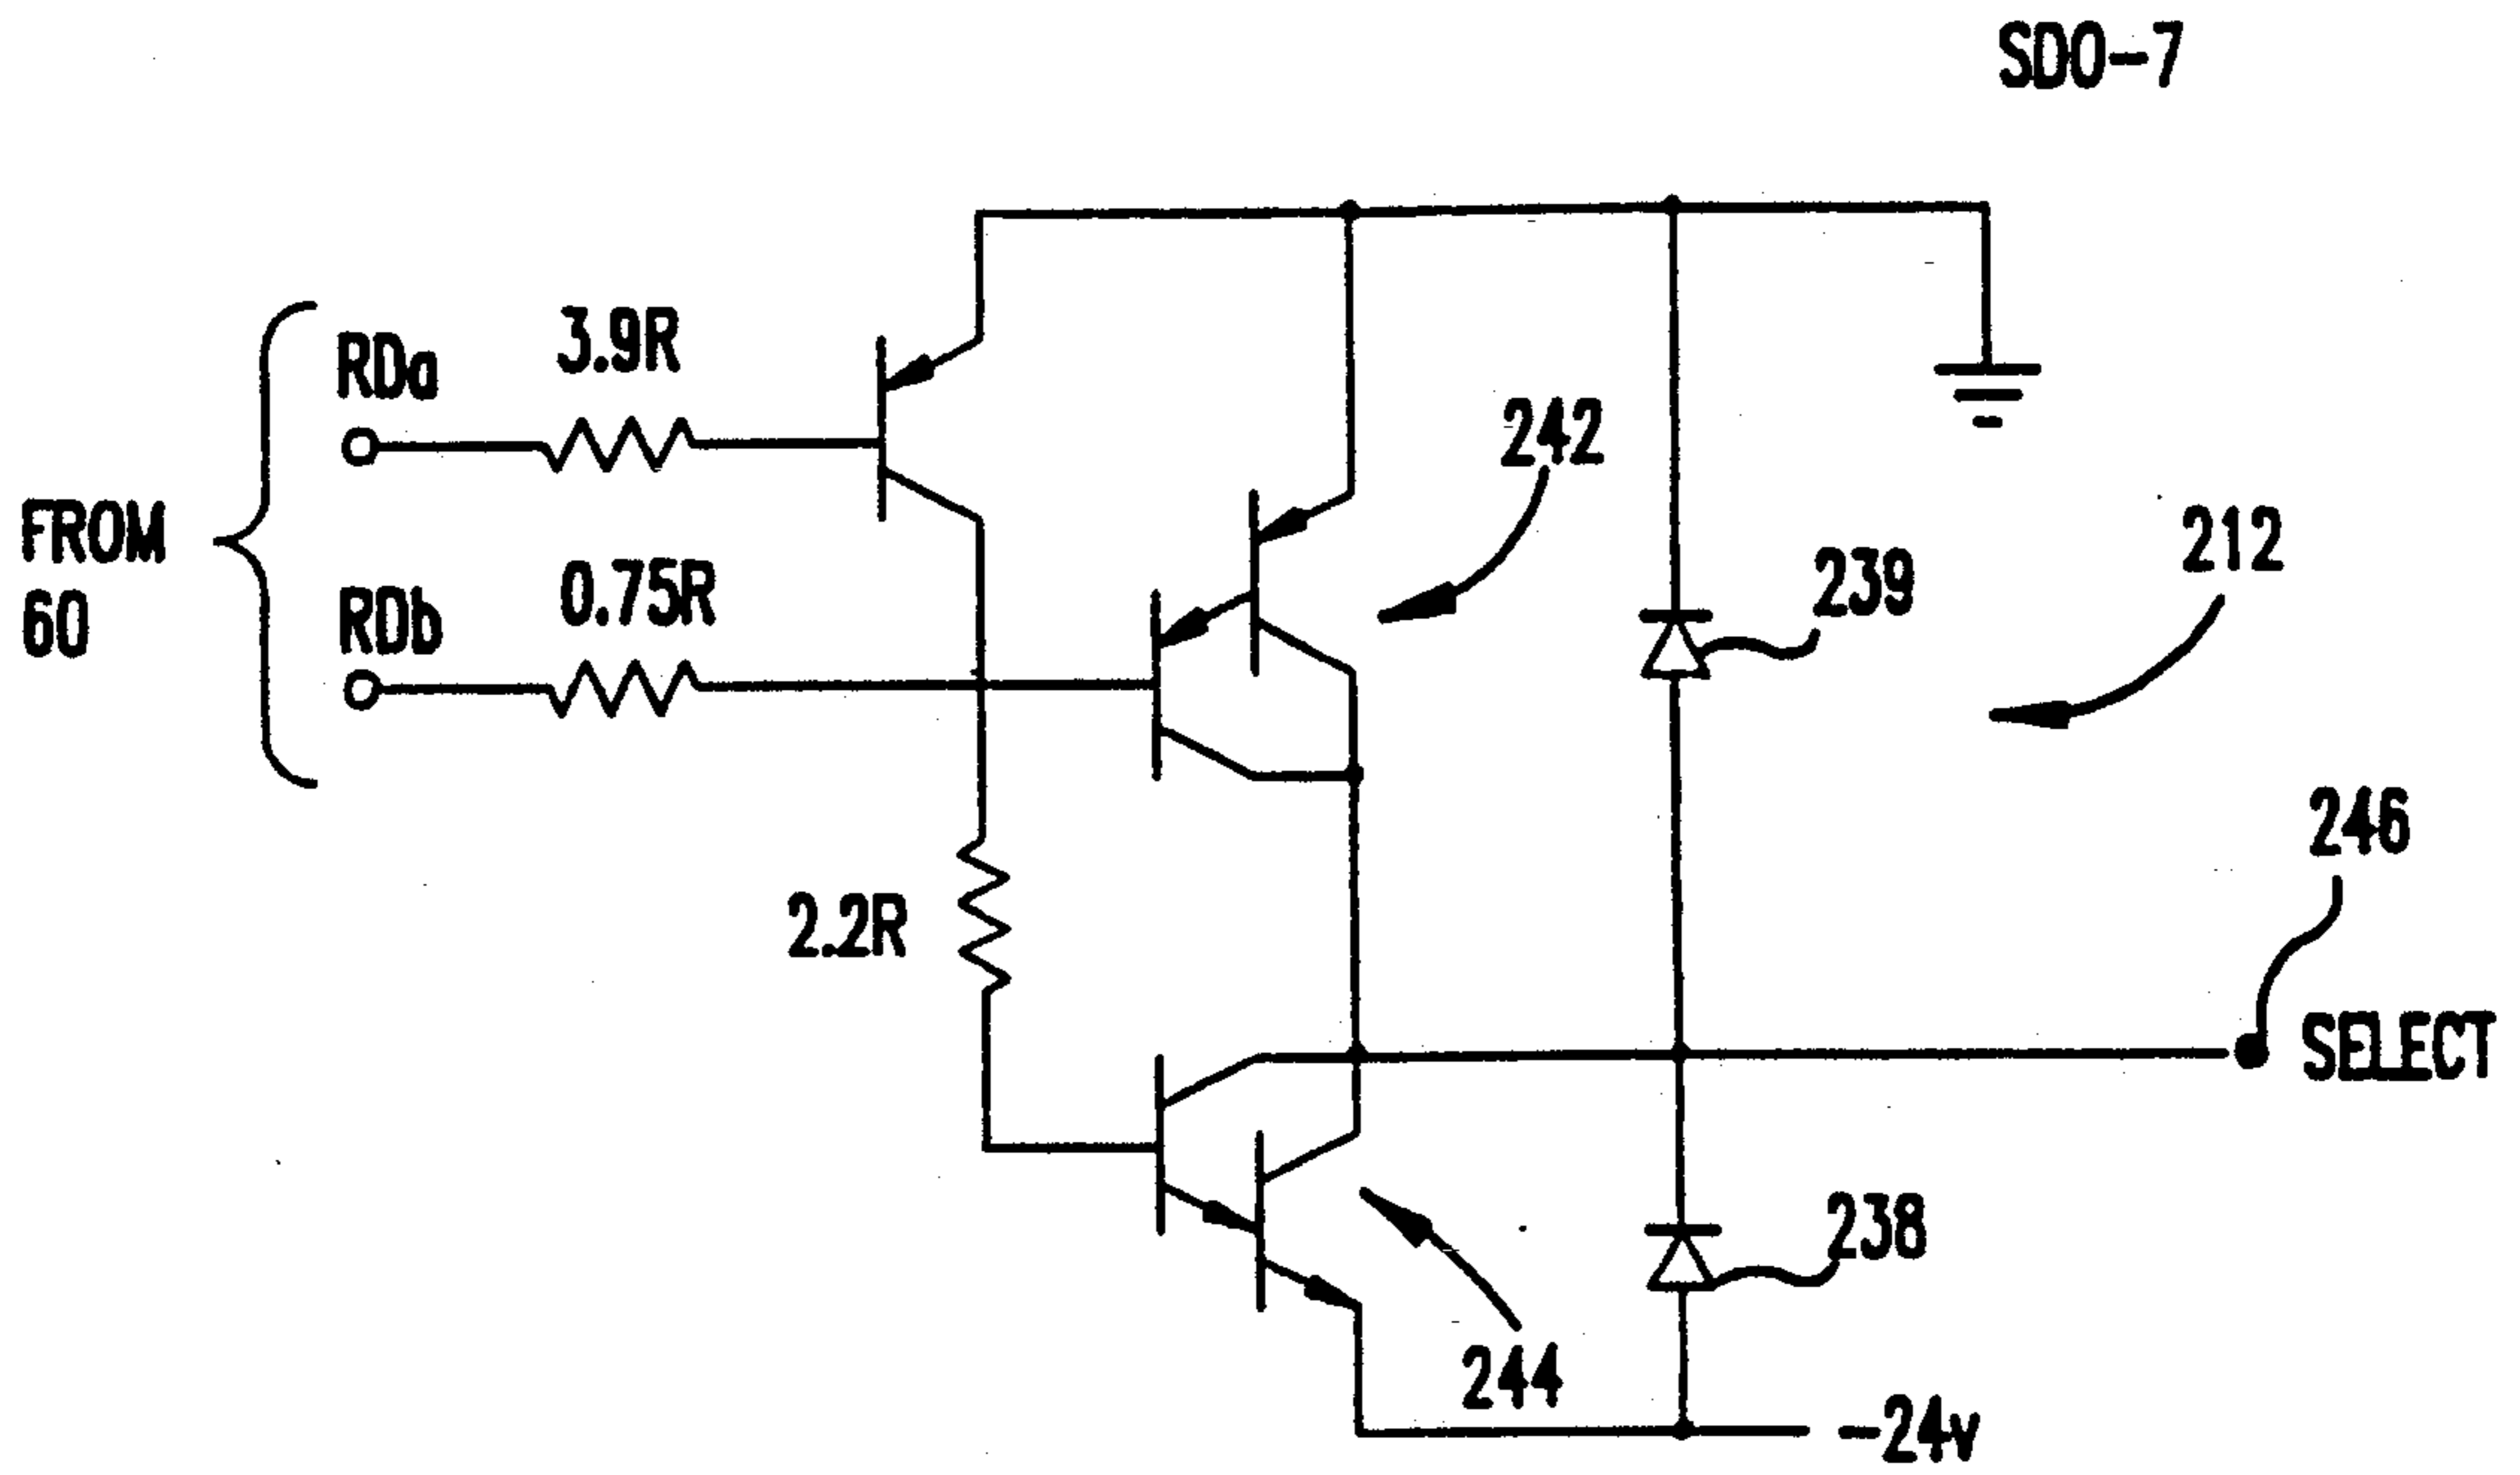 SDO-7
3.9R
RDa
242
FROM
60
212
239
0.75R
RDb
246
2.2R
SELECT
238
244
-24v